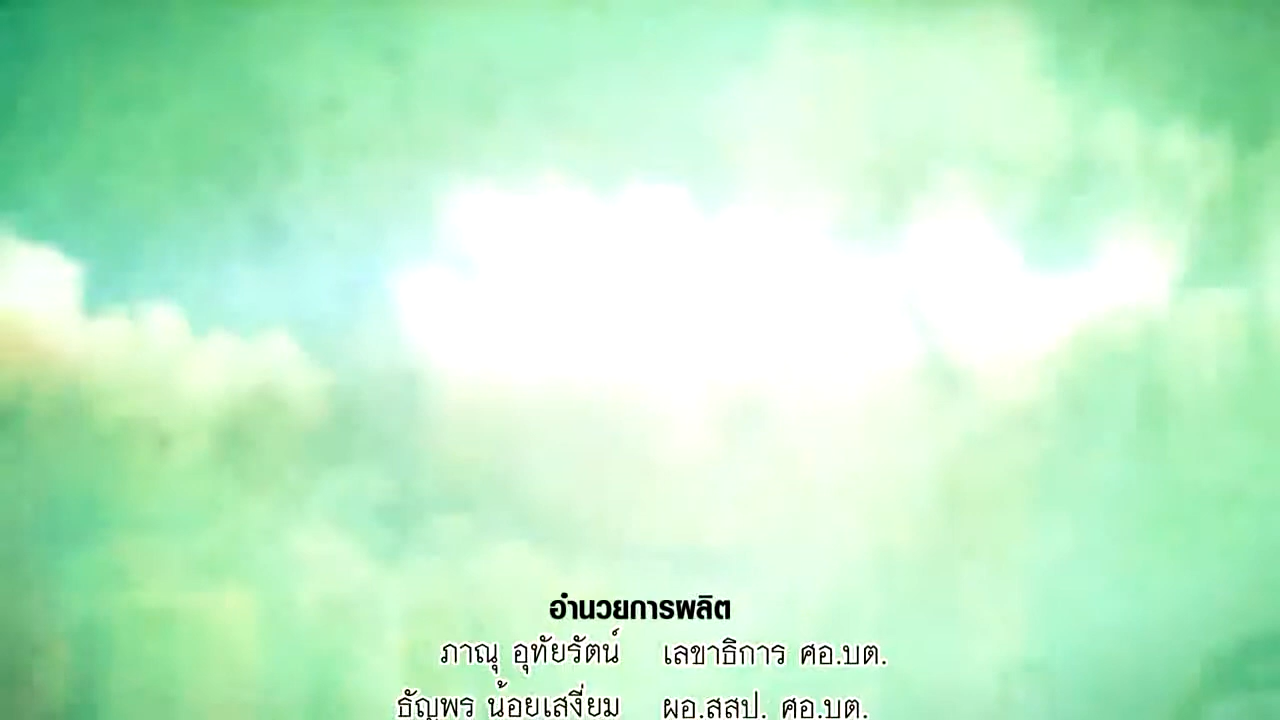 อำนวยการผลิต
ภาณุ อุทัยรัตน์ เลขาธิการ ศอ.บต.
ธัญพร น้อยเสงี่ยม ผอ.สสป. ศอ.บต.